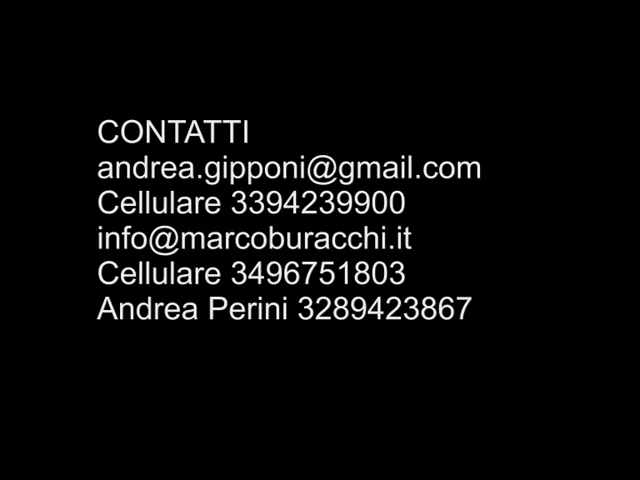 CONTATTI
andrea.gipponi@gmail.com
Cellulare 3394239900
info@marcoburacchi.it
Cellulare 3496751803
Andrea Perini 3289423867